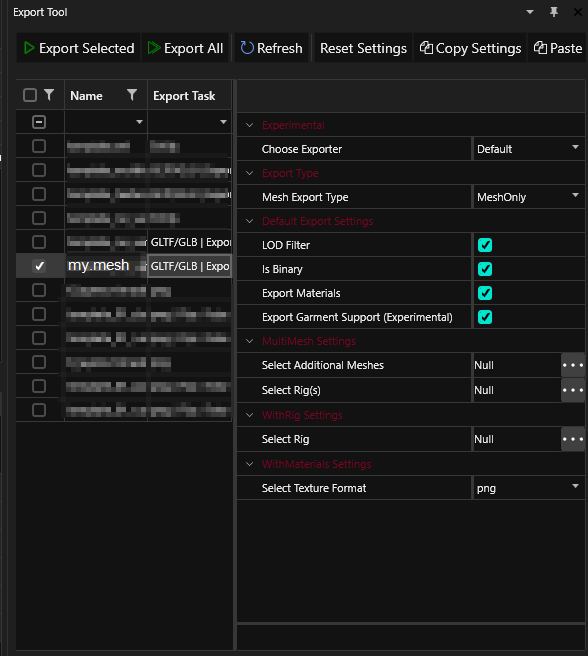 Export Tool
Export Selected Export All Refresh Reset Settings Copy Settings Paste
Name Export Task
Experimental
Choose Exporter Default
Export Type
Mesh Export Type MeshOnly
Default Export Settings
GLTF/GLB | Expo LOD Filter
my.mesh GLTF/GLB | Expo Is Binary
Export Materials
Export Garment Support (Experimental)
MultiMesh Settings
Select Additional Meshes Null
Select Rig(s) Null
WithRig Settings
Select Rig Null
WithMaterials Settings
Select Texture Format png